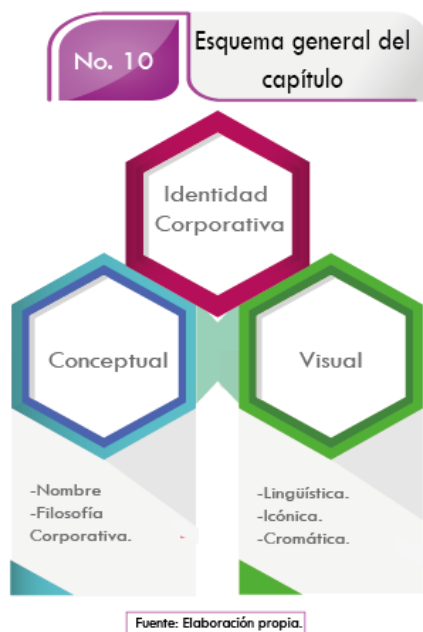 No. 10
Esquema general del
capítulo
Identidad
Corporativa
Conceptual
Visual
-Nombre
-Filosofía
Corporativa.
-Lingüística.
-Icónica.
-Cromática.
Fuente: Elaboración propia.